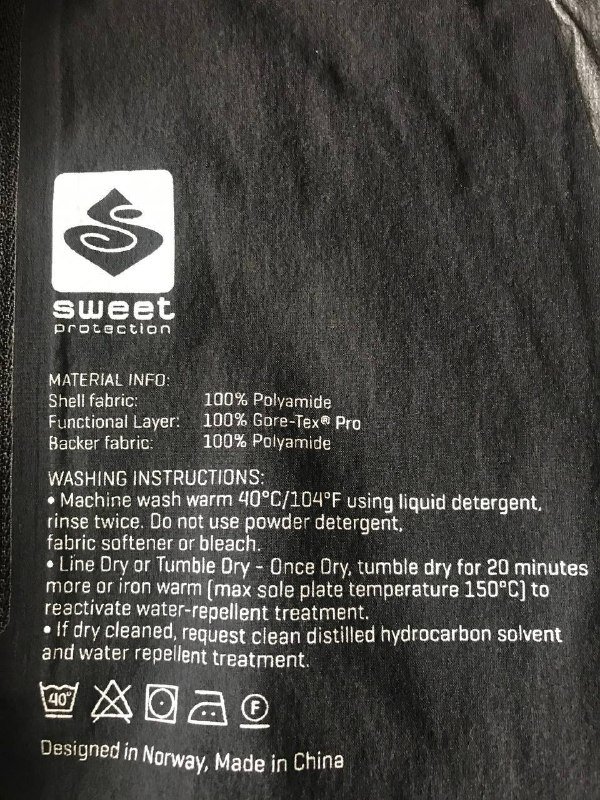 sweet
protection
MATERIAL INFO:
Shell fabric: 100% Polyamide
Functional Layer: 100% Gore-Tex® Pro
Backer fabric: 100% Polyamide
WASHING INSTRUCTIONS:
• Machine wash warm 40°C/104°F using liquid detergent,
rinse twice. Do not use powder detergent,
fabric softener or bleach.
• Line Dry or Tumble Dry - Once Dry, tumble dry for 20 minutes
more or iron warm (max sole plate temperature 150°C) to
reactivate water-repellent treatment.
• If dry cleaned, request clean distilled hydrocarbon solvent
and water repellent treatment.
40° F
Designed in Norway, Made in China